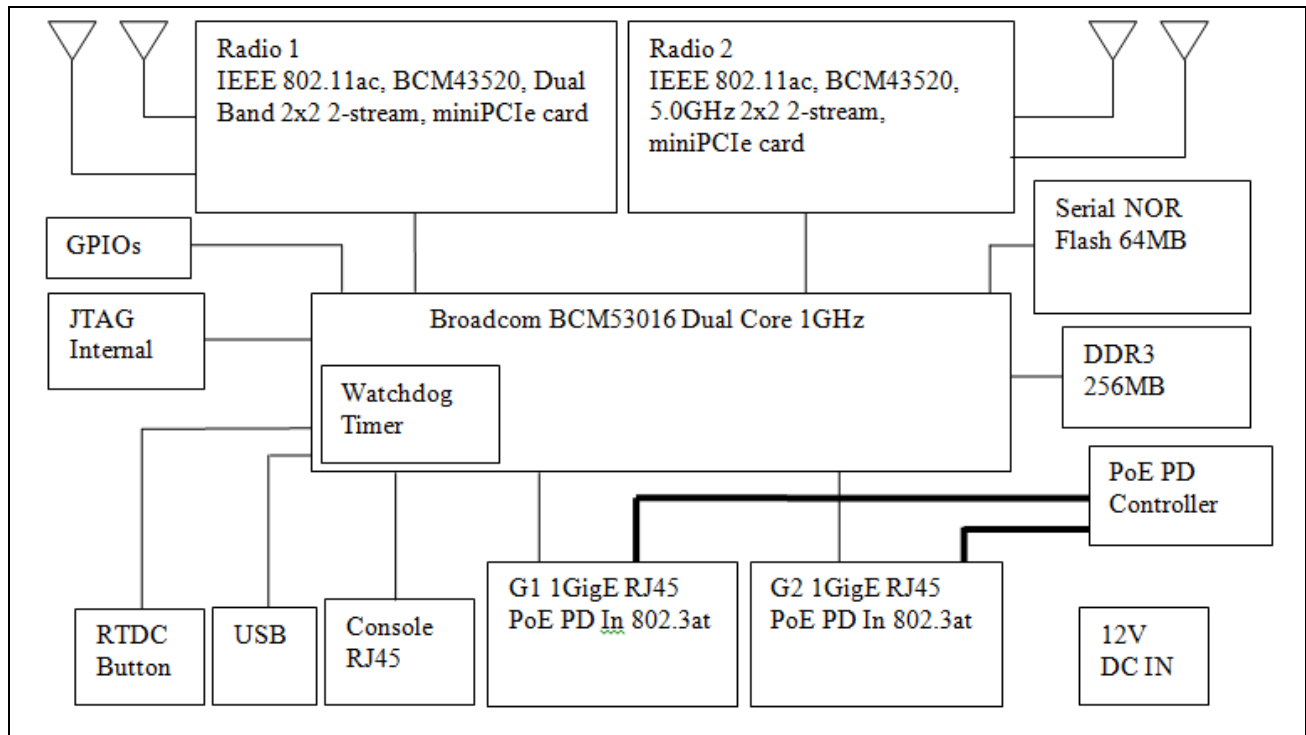 Radio 1
IEEE 802.11ac, BCM43520, Dual
Band 2x2 2-stream, miniPCIe card
Radio 2
IEEE 802.11ac, BCM43520,
5.0GHz 2x2 2-stream,
miniPCIe card
GPIOs
Serial NOR
Flash 64MB
JTAG
Internal
Broadcom BCM53016 Dual Core 1GHz
Watchdog
Timer
DDR3
256MB
PoE PD
Controller
RTDC
Button
USB
Console
RJ45
G1 1GigE RJ45
PoE PD In 802.3at
G2 1GigE RJ45
PoE PD In 802.3at
12V
DC IN